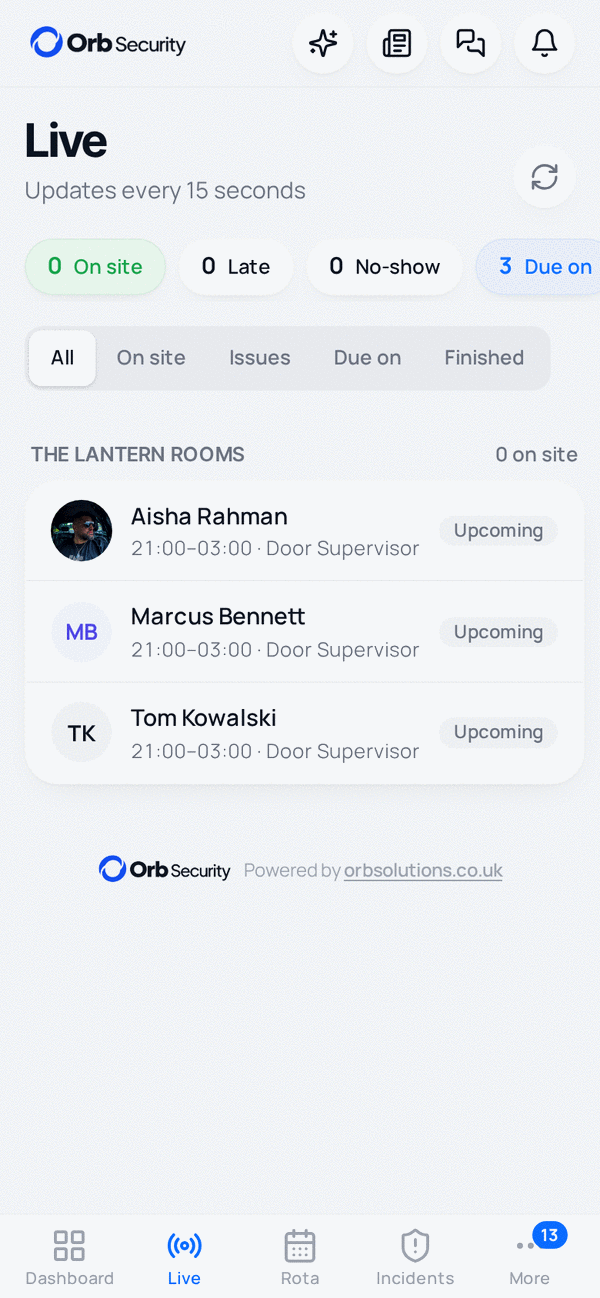 Orb Security
Live
Updates every 15 seconds
0 On site
0 Late
0 No-show
3 Due on
All
On site
Issues
Due on
Finished
THE LANTERN ROOMS
0 on site
Aisha Rahman
21:00–03:00 · Door Supervisor
Upcoming
MB
Marcus Bennett
21:00–03:00 · Door Supervisor
Upcoming
TK
Tom Kowalski
21:00–03:00 · Door Supervisor
Upcoming
Orb Security Powered by orbsolutions.co.uk
13
Dashboard
Live
Rota
Incidents
More